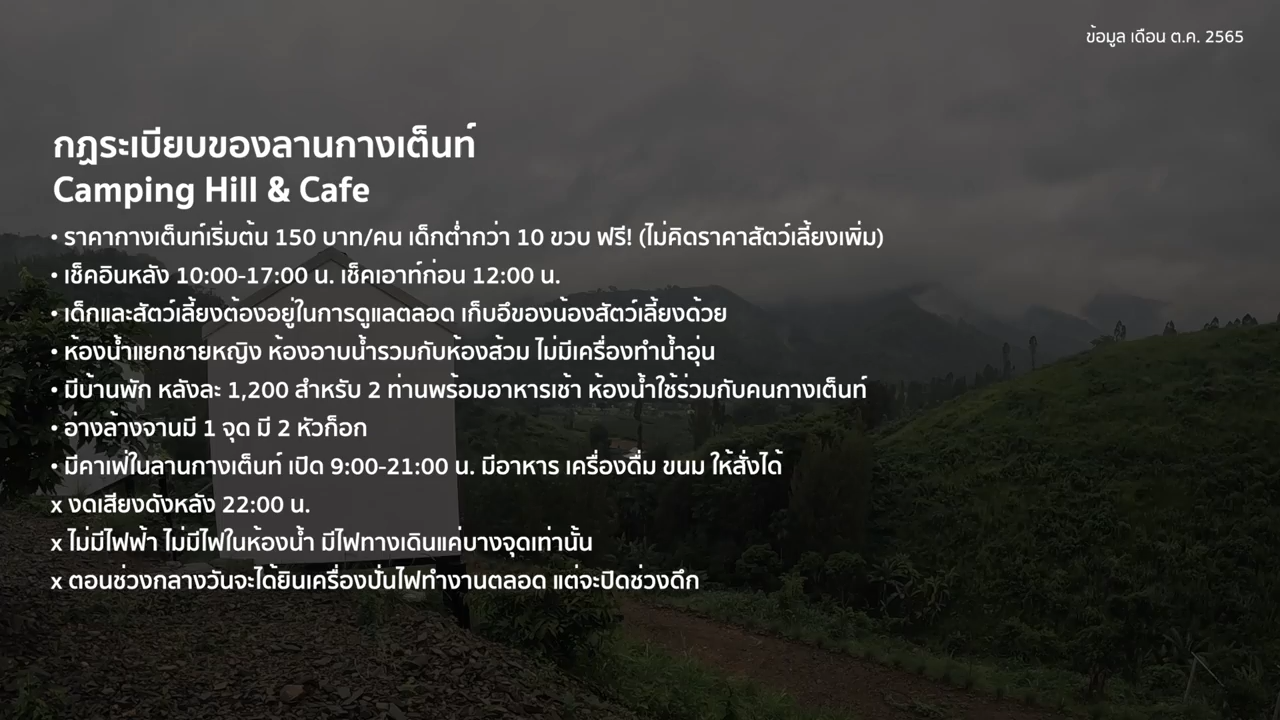 ข้อมูล เดือน ต.ค. 2565
กฎระเบียบของลานกางเต็นท์
Camping Hill & Cafe
• ราคากางเต็นท์เริ่มต้น 150 บาท/คน เด็กต่ำกว่า 10 ขวบ ฟรี! (ไม่คิดราคาสัตว์เลี้ยงเพิ่ม)
• เช็คอินหลัง 10:00-17:00 น. เช็คเอาท์ก่อน 12:00 น.
• เด็กและสัตว์เลี้ยงต้องอยู่ในการดูแลตลอด เก็บอึของน้องสัตว์เลี้ยงด้วย
• ห้องน้ำแยกชายหญิง ห้องอาบน้ำรวมกับห้องส้วม ไม่มีเครื่องทำน้ำอุ่น
• มีบ้านพัก หลังละ 1,200 สำหรับ 2 ท่านพร้อมอาหารเช้า ห้องน้ำใช้ร่วมกับคนกางเต็นท์
• อ่างล้างจานมี 1 จุด มี 2 หัวก็อก
• มีคาเฟ่ในลานกางเต็นท์ เปิด 9:00-21:00 น. มีอาหาร เครื่องดื่ม ขนม ให้สั่งได้
x งดเสียงดังหลัง 22:00 น.
x ไม่มีไฟฟ้า ไม่มีไฟในห้องน้ำ มีไฟทางเดินแค่บางจุดเท่านั้น
x ตอนช่วงกลางวันจะได้ยินเครื่องปั่นไฟทำงานตลอด แต่จะปิดช่วงดึก